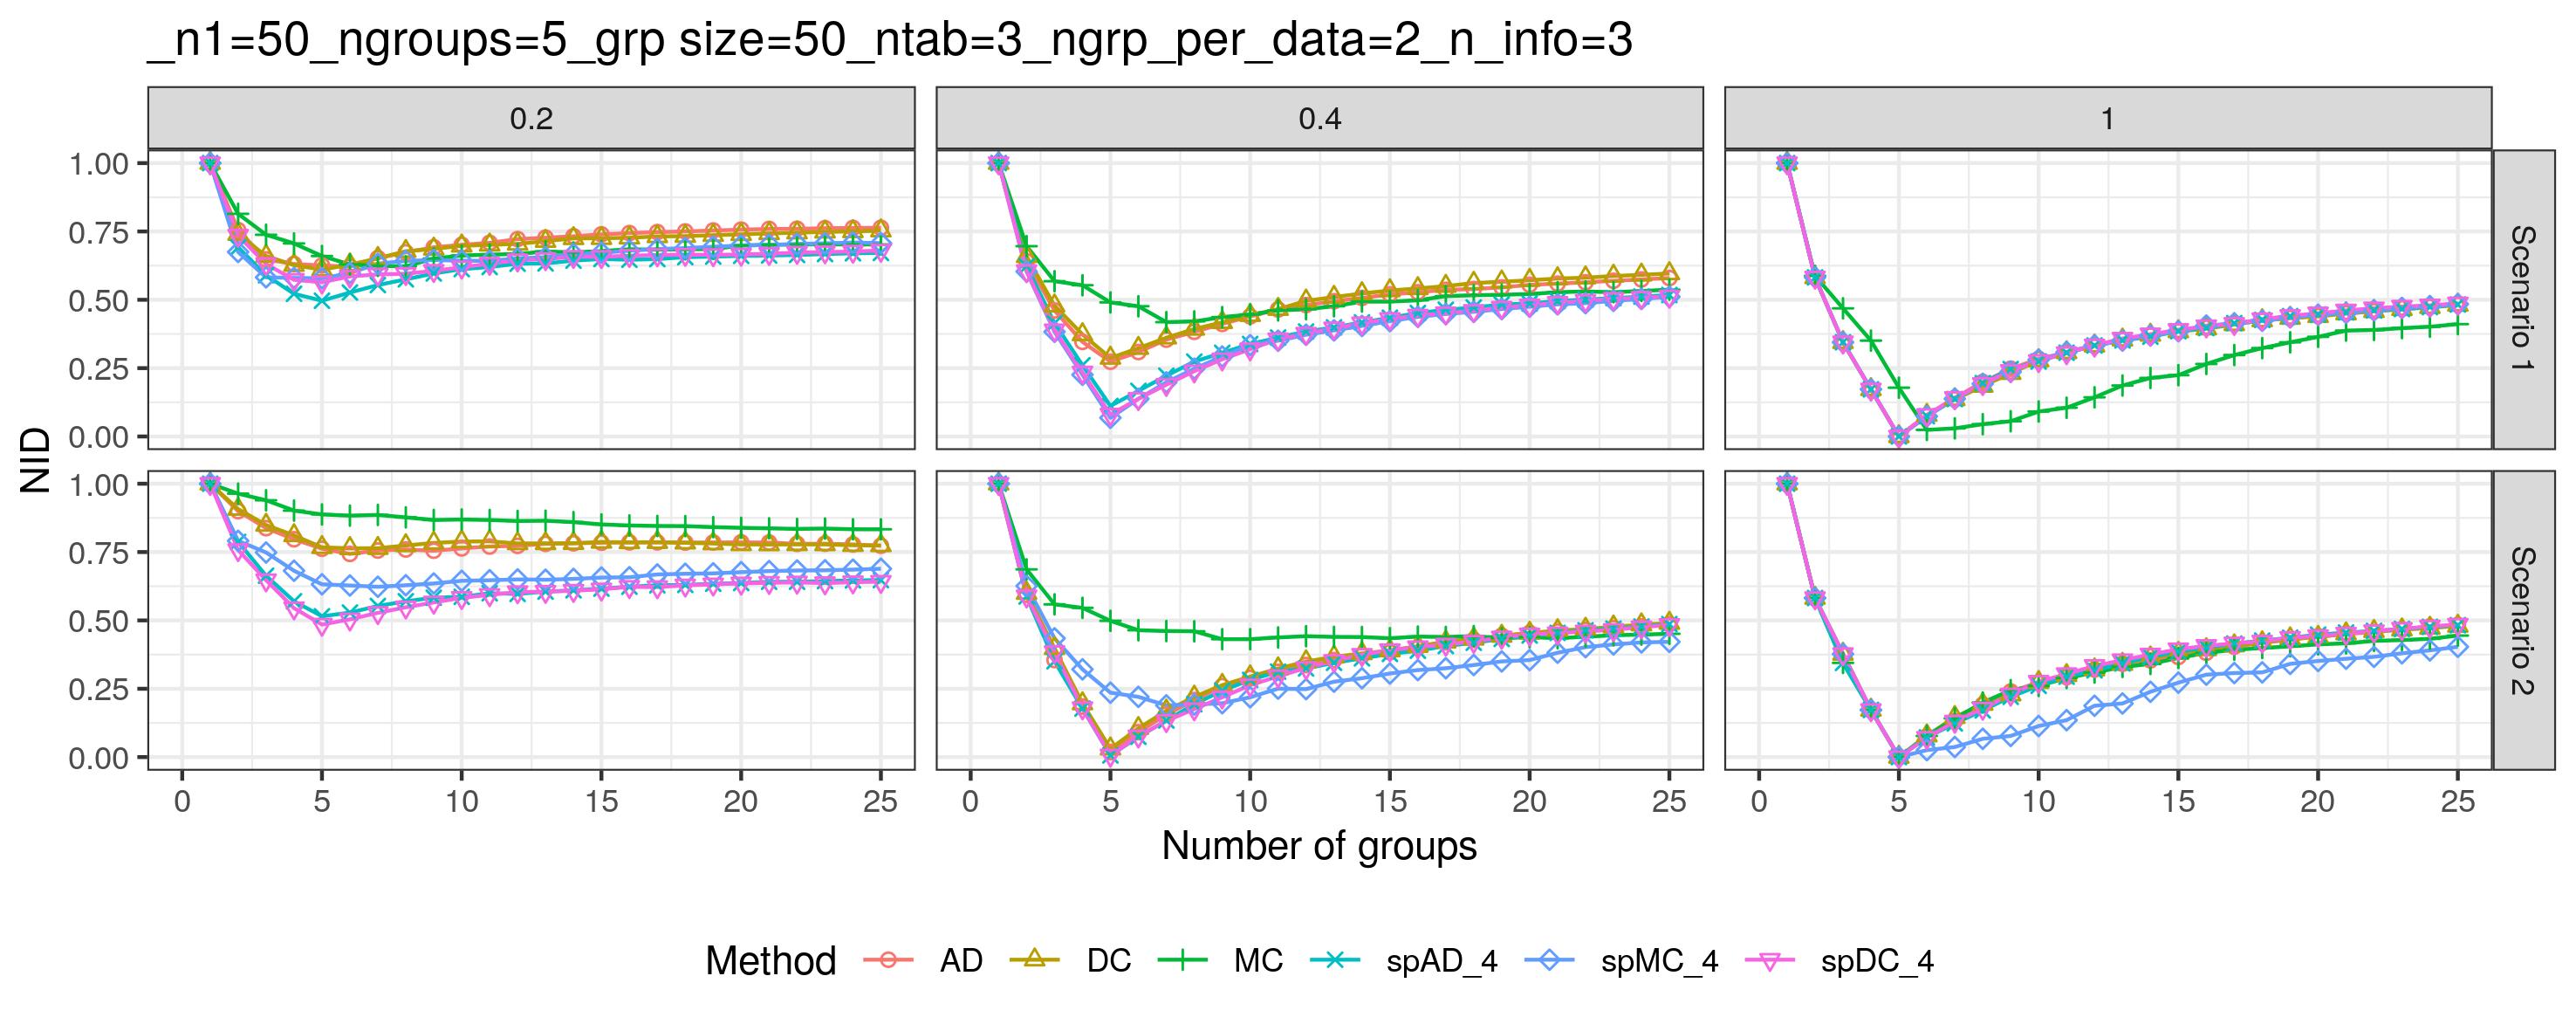 _n1=50_ngroups=5_grp size=50_ntab=3_ngrp_per_data=2_n_info=3
0.2 0.4 1
1.00
0.75
0.50
0.25
0.00
Scenario 1
NID
1.00
0.75
0.50
0.25
0.00
Scenario 2
0 5 10 15 20 25 0 5 10 15 20 25 0 5 10 15 20 25
Number of groups
Method AD DC MC spAD_4 spMC_4 spDC_4